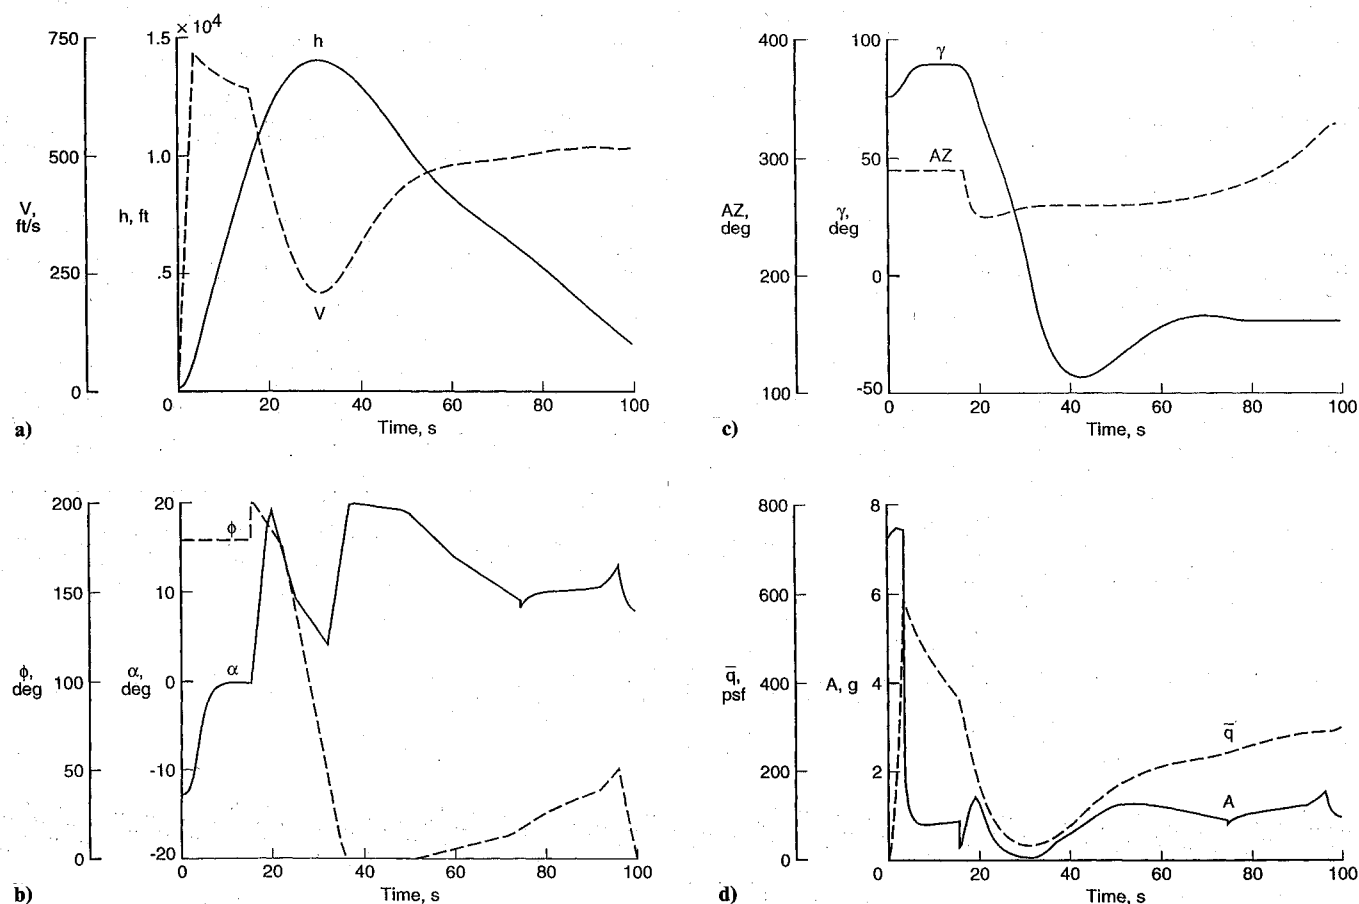 750
500
250
0
V,
ft/s
1.5 × 10⁴
1.0
.5
h, ft
h
V
0 20 40 60 80 100
Time, s
a)
400
300
200
100
AZ,
deg
100
50
0
-50
γ,
deg
γ
AZ
0 20 40 60 80 100
Time, s
c)
200
150
100
50
0
ϕ,
deg
20
10
0
-10
-20
α,
deg
ϕ
α
0 20 40 60 80 100
Time, s
b)
800
600
400
200
0
q̅,
psf
8
6
4
2
A, g
q̅
A
0 20 40 60 80 100
Time, s
d)